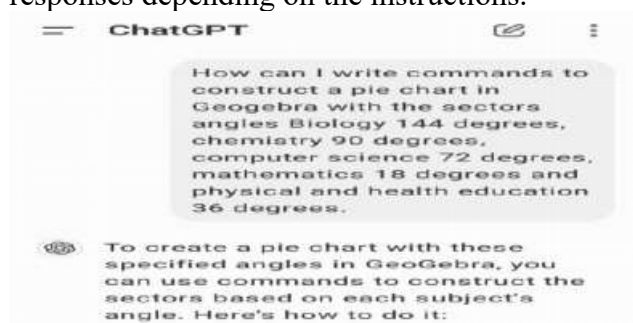 responses depending on the instructions.
ChatGPT
How can I write commands to
construct a pie chart in
Geogebra with the sectors
angles Biology 144 degrees,
chemistry 90 degrees,
computer science 72 degrees,
mathematics 18 degrees and
physical and health education
36 degrees.
To create a pie chart with these
specified angles in GeoGebra, you
can use commands to construct the
sectors based on each subject's
angle. Here's how to do it: